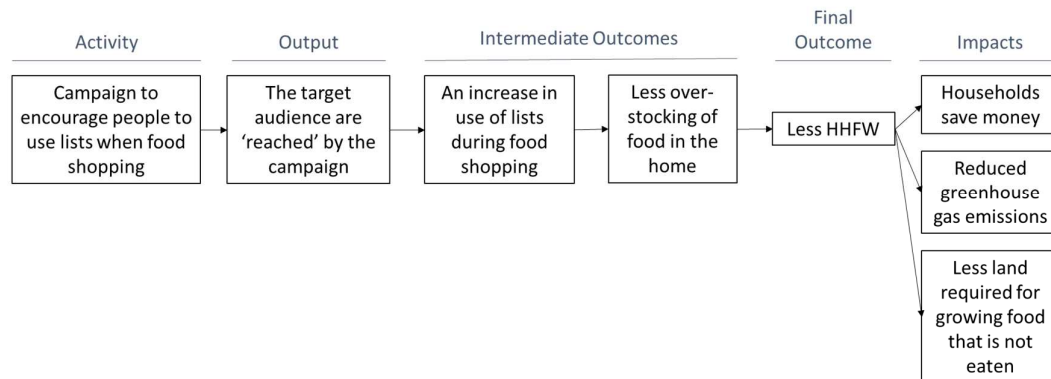 Activity
Output
Intermediate Outcomes
Final
Outcome
Impacts
Campaign to
encourage people to
use lists when food
shopping
The target
audience are
‘reached’ by the
campaign
An increase in
use of lists
during food
shopping
Less over-
stocking of
food in the
home
Less HHFW
Households
save money
Reduced
greenhouse
gas emissions
Less land
required for
growing food
that is not
eaten